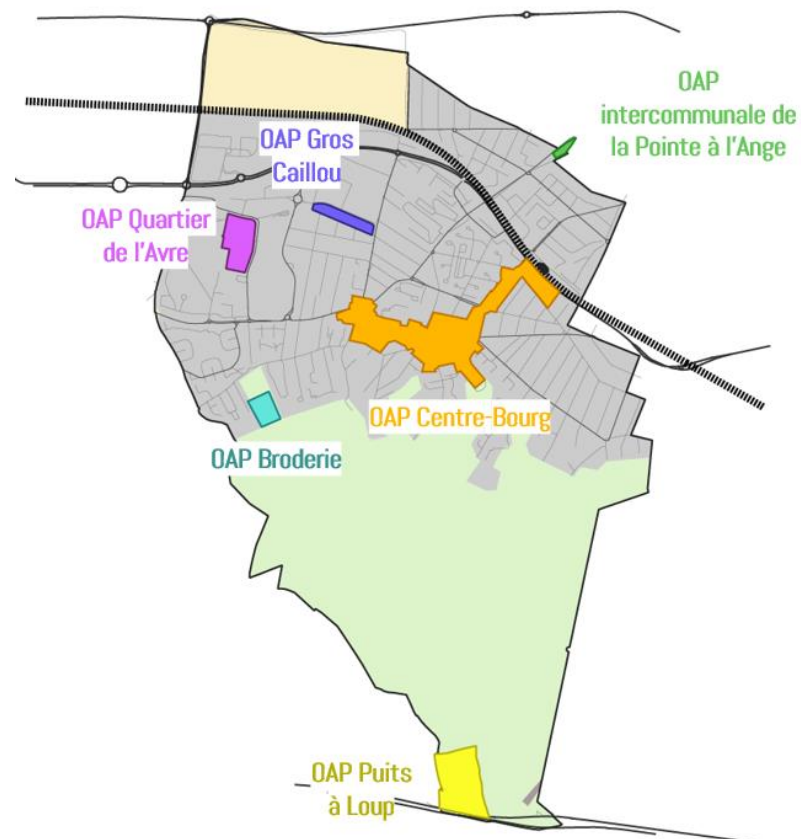 OAP
intercommunale de
la Pointe à l'Ange
OAP Gros
Caillou
OAP Quartier
de l'Avre
OAP Centre-Bourg
OAP Broderie
OAP Puits
à Loup